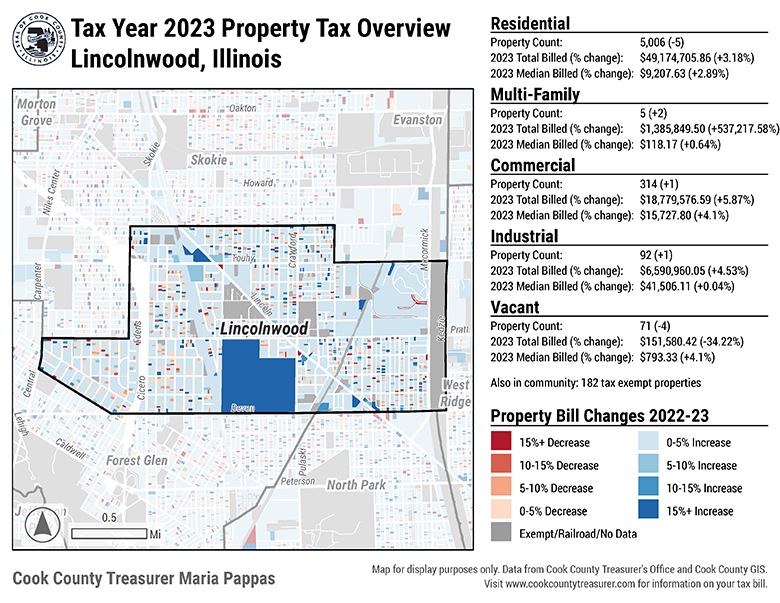 Tax Year 2023 Property Tax Overview
Lincolnwood, Illinois
Residential
Property Count: 5,006 (-5)
2023 Total Billed (% change): $49,174,705.86 (+3.18%)
2023 Median Billed (% change): $9,207.63 (+2.89%)
Multi-Family
Property Count: 5 (+2)
2023 Total Billed (% change): $1,385,849.50 (+537,217.58%)
2023 Median Billed (% change): $118.17 (+0.64%)
Commercial
Property Count: 314 (+1)
2023 Total Billed (% change): $18,779,576.59 (+5.87%)
2023 Median Billed (% change): $15,727.80 (+4.1%)
Industrial
Property Count: 92 (+1)
2023 Total Billed (% change): $6,590,960.05 (+4.53%)
2023 Median Billed (% change): $41,506.11 (+0.04%)
Vacant
Property Count: 71 (-4)
2023 Total Billed (% change): $151,580.42 (-34.22%)
2023 Median Billed (% change): $793.33 (+4.1%)
Also in community: 182 tax exempt properties
Property Bill Changes 2022-23
15%+ Decrease
10-15% Decrease
5-10% Decrease
0-5% Decrease
Exempt/Railroad/No Data
0-5% Increase
5-10% Increase
10-15% Increase
15%+ Increase
Morton
Grove
Oakton
Evanston
Skokie
Skokie
Howard
Niles Center
Touhy
Crawford
McCormick
Carpenter
Lincoln
Lincolnwood
Edens
Kedzie
Pratt
Central
Cicero
West
Ridge
Devon
Lehigh
Caldwell
Forest Glen
Pulaski
Peterson
North Park
0.5
Mi
Cook County Treasurer Maria Pappas
Map for display purposes only. Data from Cook County Treasurer's Office and Cook County GIS.
Visit www.cookcountytreasurer.com for information on your tax bill.